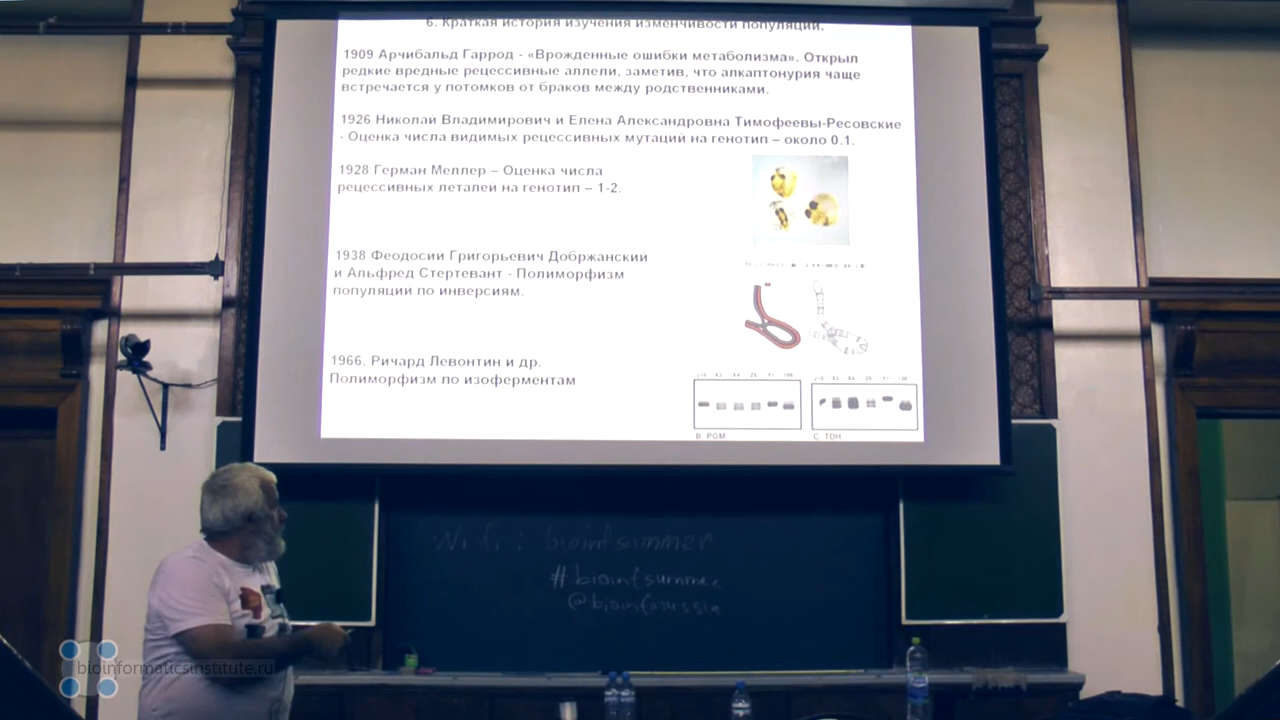 6. Краткая история изучения изменчивости популяций.
1909 Арчибальд Гаррод - «Врожденные ошибки метаболизма». Открыл
редкие вредные рецессивные аллели, заметив, что алкаптонурия чаще
встречается у потомков от браков между родственниками.
1926 Николай Владимирович и Елена Александровна Тимофеевы-Ресовские
- Оценка числа видимых рецессивных мутаций на генотип – около 0.1.
1928 Герман Меллер – Оценка числа
рецессивных леталей на генотип – 1-2.
1938 Феодосий Григорьевич Добржанский
и Альфред Стертевант - Полиморфизм
популяции по инверсиям.
1966. Ричард Левонтин и др.
Полиморфизм по изоферментам
B PGM
C TDH
Wi-fi: bioinfsummer
#bioinfsummer
@bioinforussia
bioinformaticsinstitute.ru